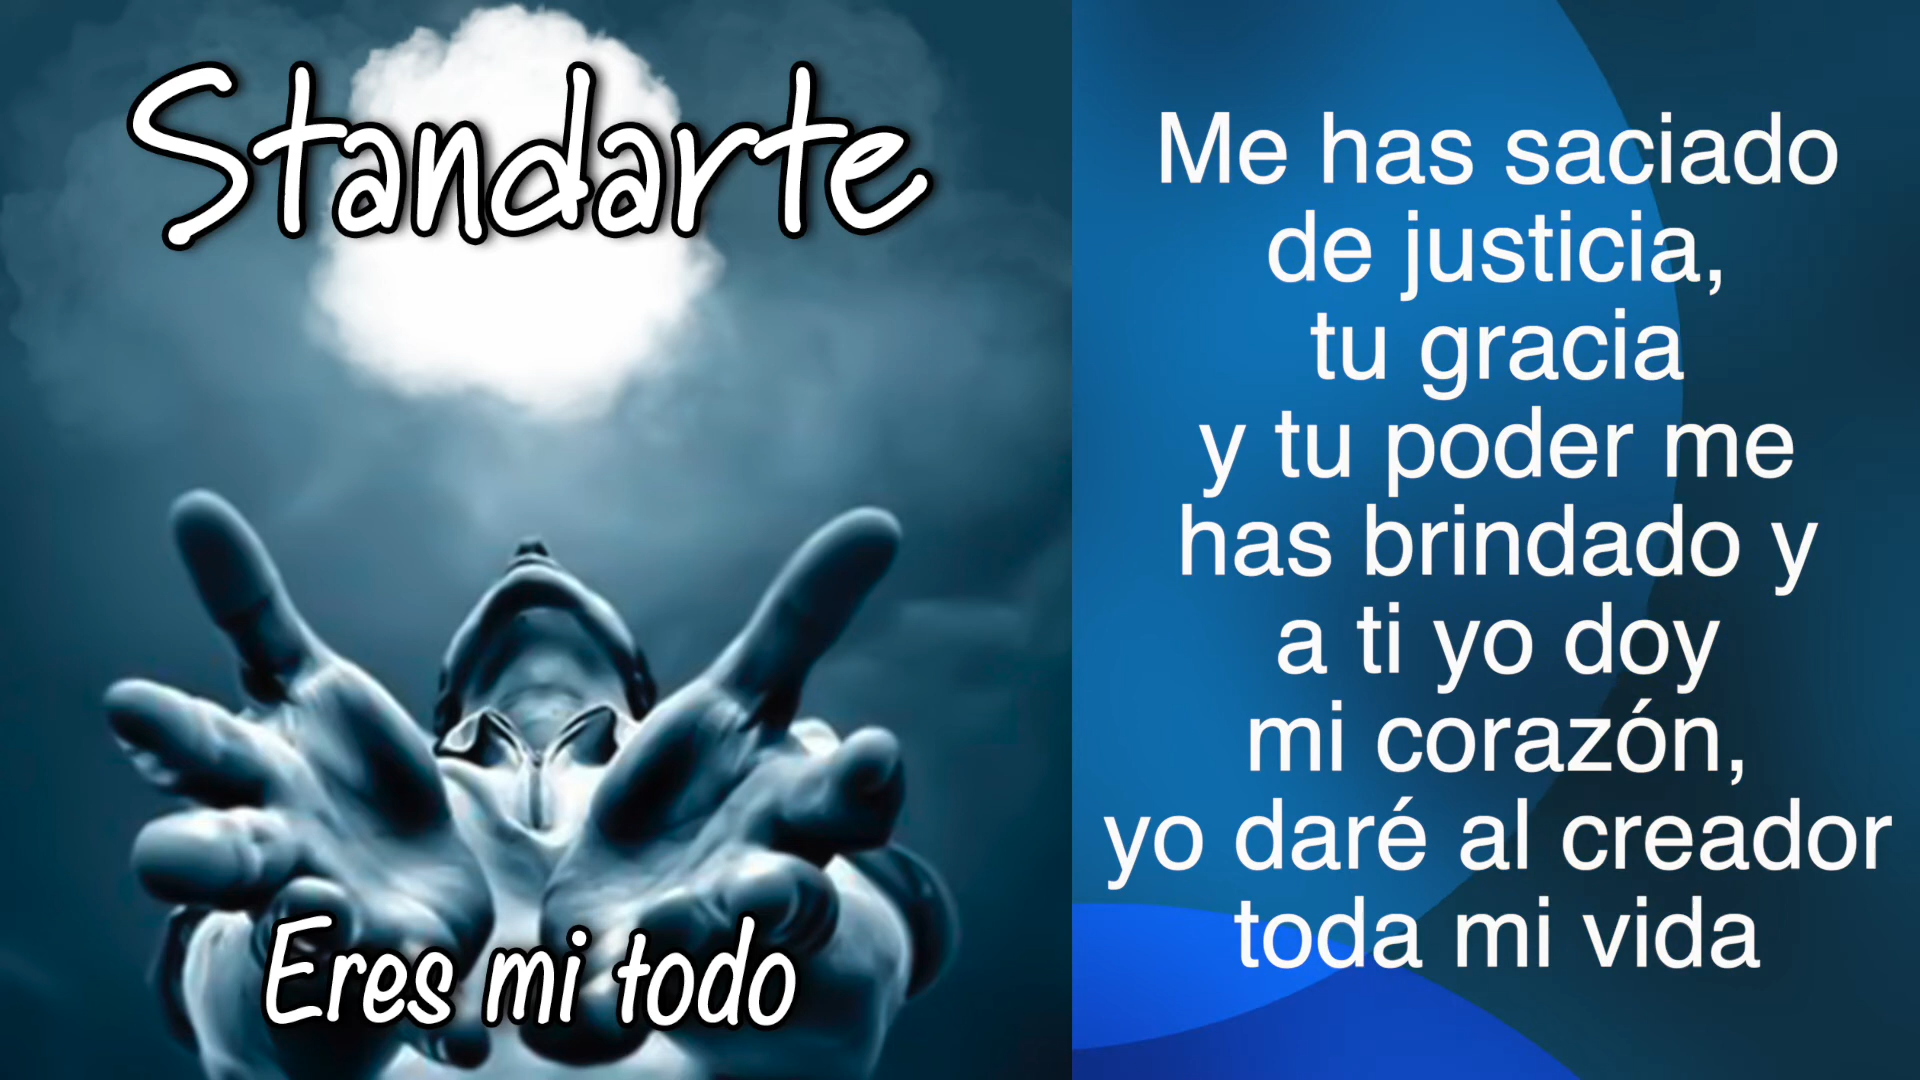 Standarte
Eres mi todo
Me has saciado
de justicia,
tu gracia
y tu poder me
has brindado y
a ti yo doy
mi corazón,
yo daré al creador
toda mi vida